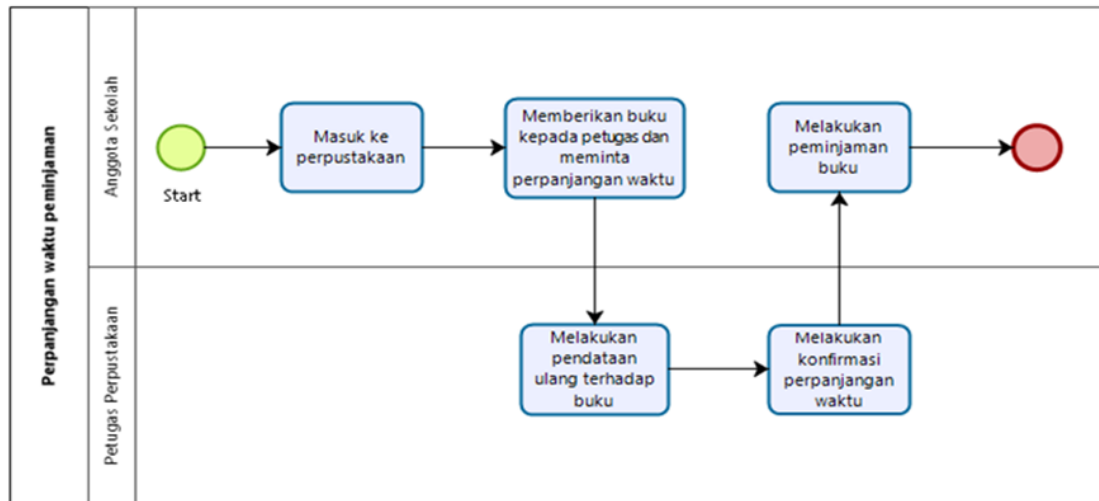 Perpanjangan waktu peminjaman
Anggota Sekolah
Start
Masuk ke
perpustakaan
Memberikan buku
kepada petugas dan
meminta
perpanjangan waktu
Melakukan
peminjaman
buku
Petugas Perpustakaan
Melakukan
pendataan
ulang terhadap
buku
Melakukan
konfirmasi
perpanjangan
waktu